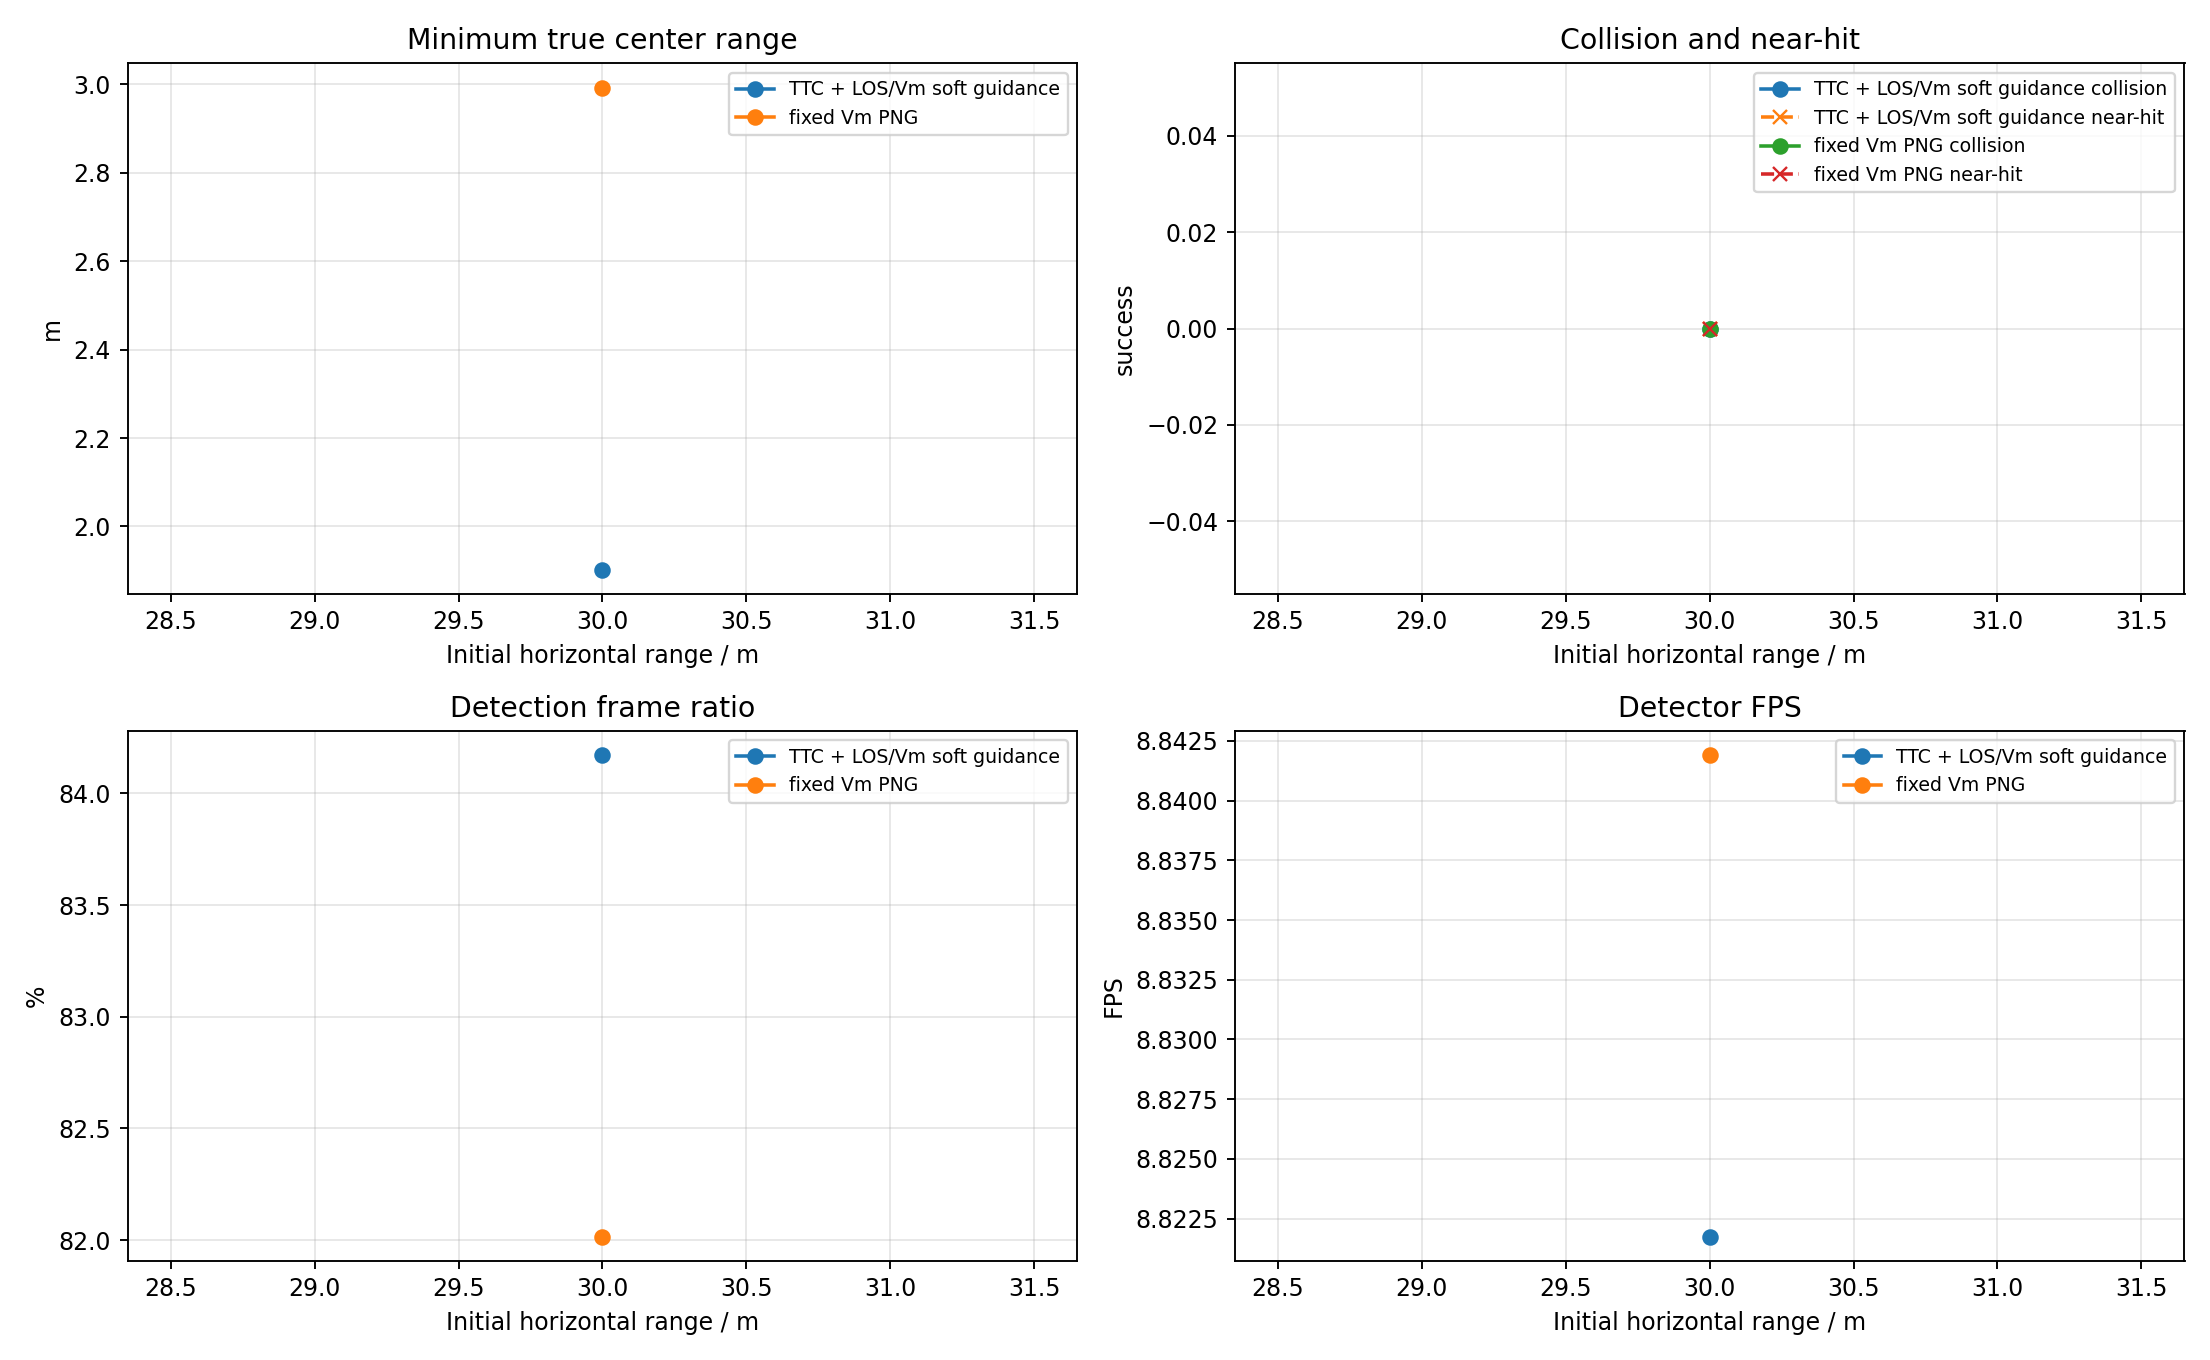 Minimum true center range
3.0
2.8
2.6
2.4
2.2
2.0
m
TTC + LOS/Vm soft guidance
fixed Vm PNG
28.5 29.0 29.5 30.0 30.5 31.0 31.5
Initial horizontal range / m
Collision and near-hit
0.04
0.02
0.00
−0.02
−0.04
success
TTC + LOS/Vm soft guidance collision
TTC + LOS/Vm soft guidance near-hit
fixed Vm PNG collision
fixed Vm PNG near-hit
28.5 29.0 29.5 30.0 30.5 31.0 31.5
Initial horizontal range / m
Detection frame ratio
84.0
83.5
83.0
82.5
82.0
%
TTC + LOS/Vm soft guidance
fixed Vm PNG
28.5 29.0 29.5 30.0 30.5 31.0 31.5
Initial horizontal range / m
Detector FPS
8.8425
8.8400
8.8375
8.8350
8.8325
8.8300
8.8275
8.8250
8.8225
FPS
TTC + LOS/Vm soft guidance
fixed Vm PNG
28.5 29.0 29.5 30.0 30.5 31.0 31.5
Initial horizontal range / m